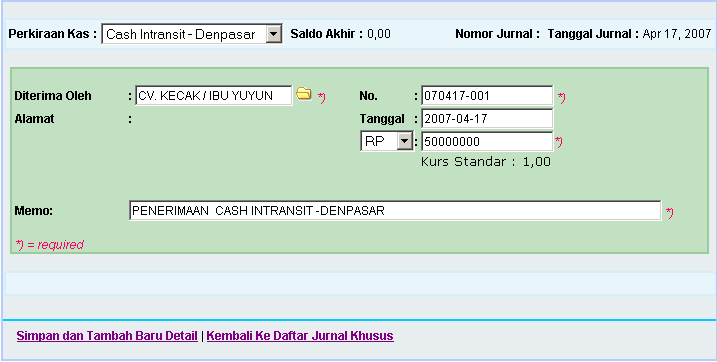 Perkiraan Kas : Cash Intransit - Denpasar Saldo Akhir : 0,00 Nomor Jurnal : Tanggal Jurnal : Apr 17, 2007
Diterima Oleh : CV. KECAK / IBU YUYUN *) No. : 070417-001 *)
Alamat : Tanggal : 2007-04-17
RP : 50000000 *)
Kurs Standar : 1,00
Memo: PENERIMAAN CASH INTRANSIT -DENPASAR *)
*) = required
Simpan dan Tambah Baru Detail | Kembali Ke Daftar Jurnal Khusus